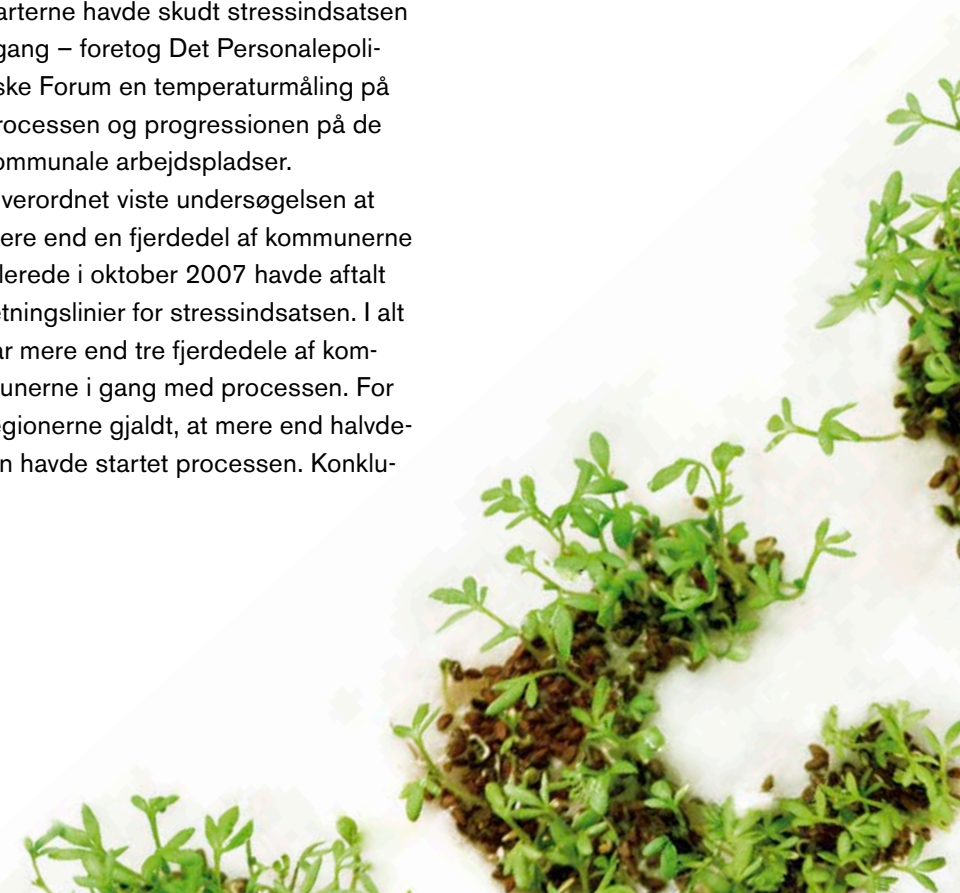 arterne havde skudt stressindsatsen
gang – foretog Det Personalepoli-
ske Forum en temperaturmåling på
rocessen og progressionen på de
ommunale arbejdspladser.
verordnet viste undersøgelsen at
ere end en fjerdedel af kommunerne
lerede i oktober 2007 havde aftalt
etningslinier for stressindsatsen. I alt
ar mere end tre fjerdedele af kom-
unerne i gang med processen. For
egionerne gjaldt, at mere end halvde-
n havde startet processen. Konklu-